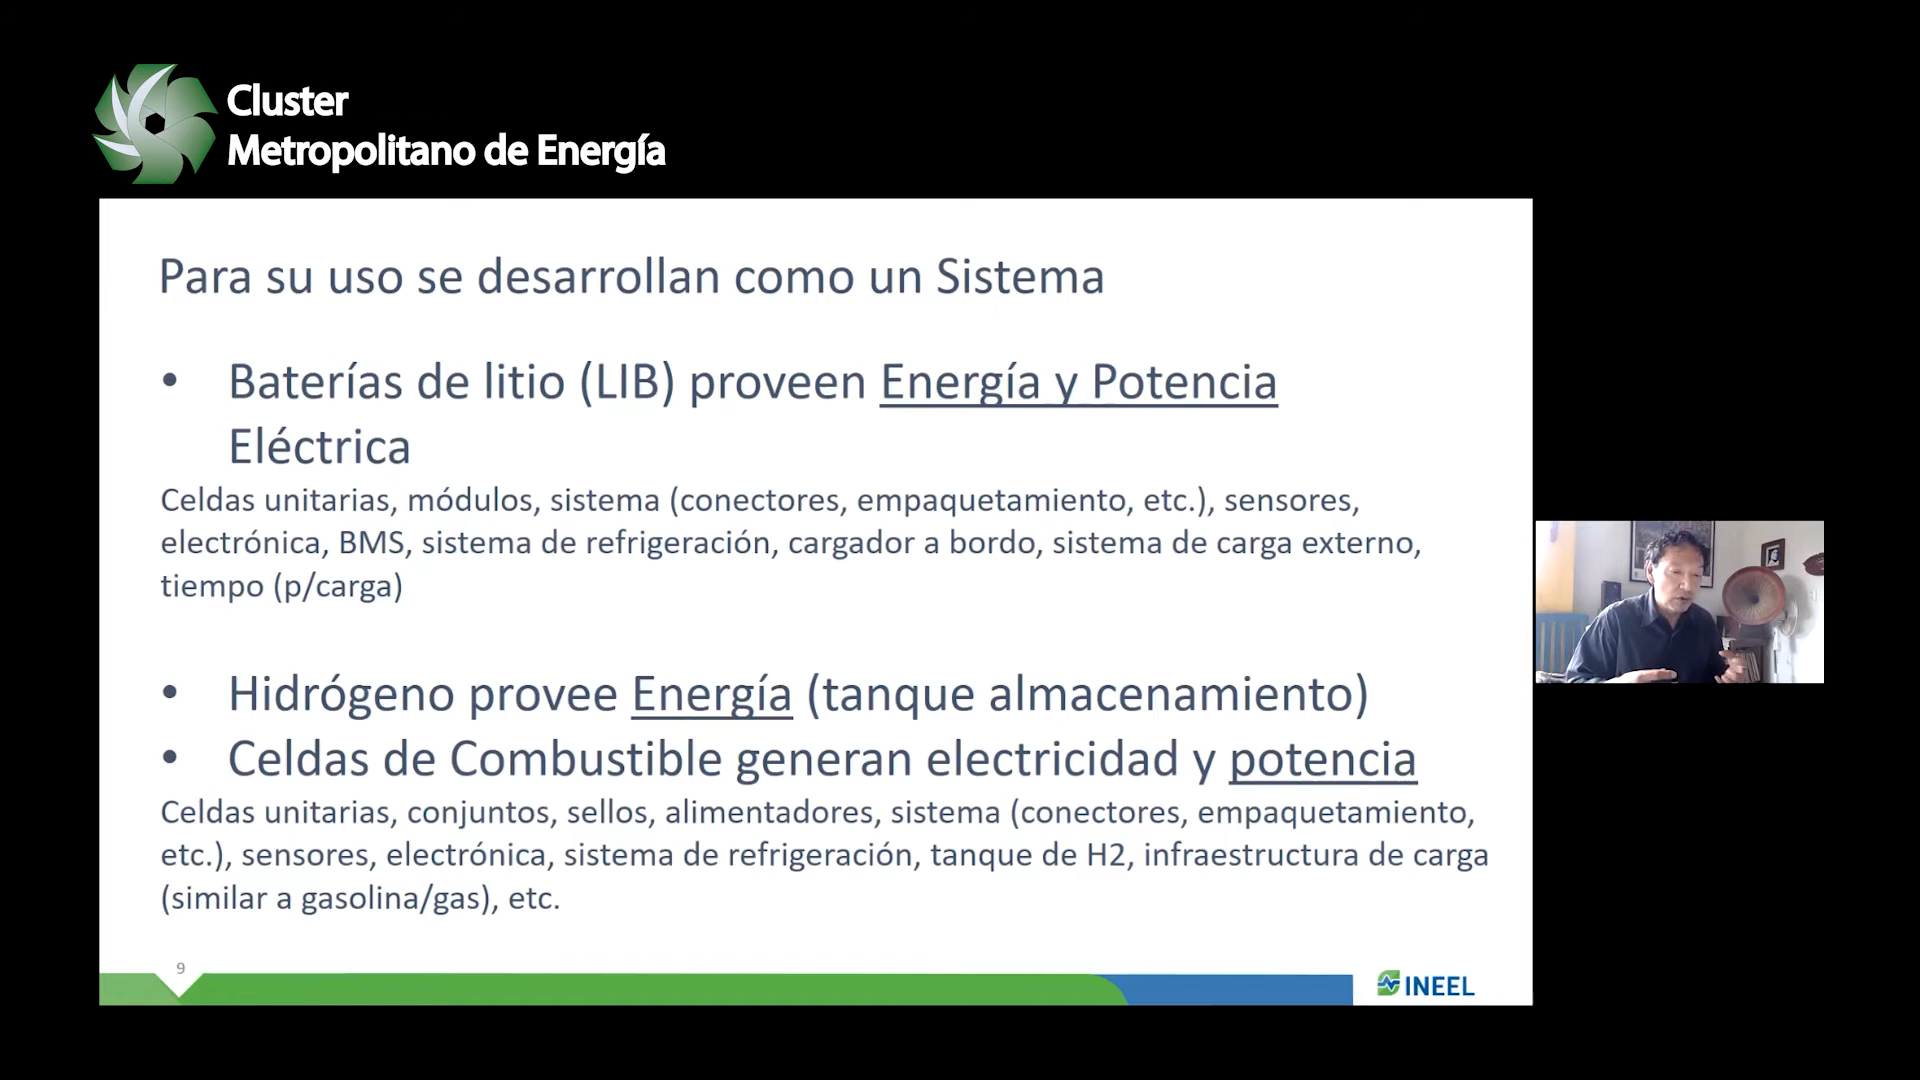 Cluster
Metropolitano de Energía
Para su uso se desarrollan como un Sistema
• Baterías de litio (LIB) proveen Energía y Potencia
Eléctrica
Celdas unitarias, módulos, sistema (conectores, empaquetamiento, etc.), sensores,
electrónica, BMS, sistema de refrigeración, cargador a bordo, sistema de carga externo,
tiempo (p/carga)
• Hidrógeno provee Energía (tanque almacenamiento)
• Celdas de Combustible generan electricidad y potencia
Celdas unitarias, conjuntos, sellos, alimentadores, sistema (conectores, empaquetamiento,
etc.), sensores, electrónica, sistema de refrigeración, tanque de H2, infraestructura de carga
(similar a gasolina/gas), etc.
9
INEEL